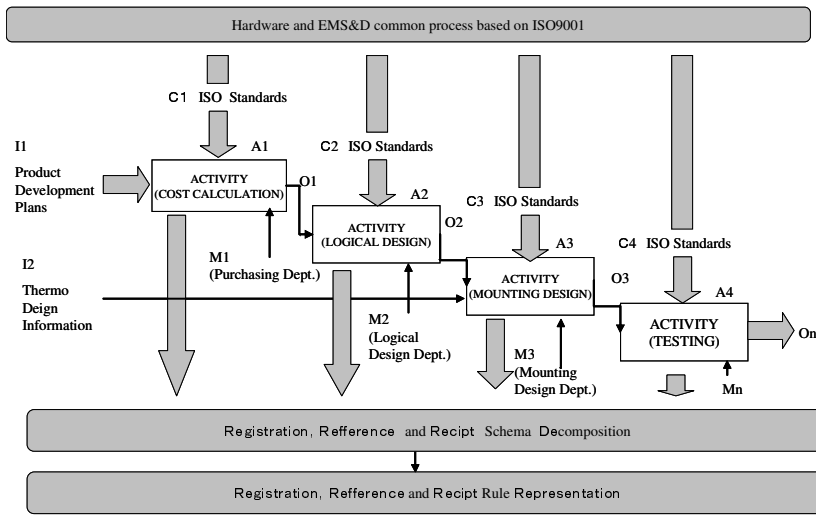 Hardware and EMS&D common process based on ISO9001
C1 ISO Standards
I1
A1
C2 ISO Standards
Product
Development
Plans
ACTIVITY
(COST CALCULATION)
O1
A2
C3 ISO Standards
ACTIVITY
(LOGICAL DESIGN)
O2
M1
(Purchasing Dept.)
A3
C4 ISO Standards
I2
Thermo
Deign
Information
ACTIVITY
(MOUNTING DESIGN)
O3
A4
M2
(Logical
Design Dept.)
ACTIVITY
(TESTING)
On
M3
(Mounting
Design Dept.)
Mn
Registration, Refference and Recipt Schema Decomposition
Registration, Refference and Recipt Rule Representation